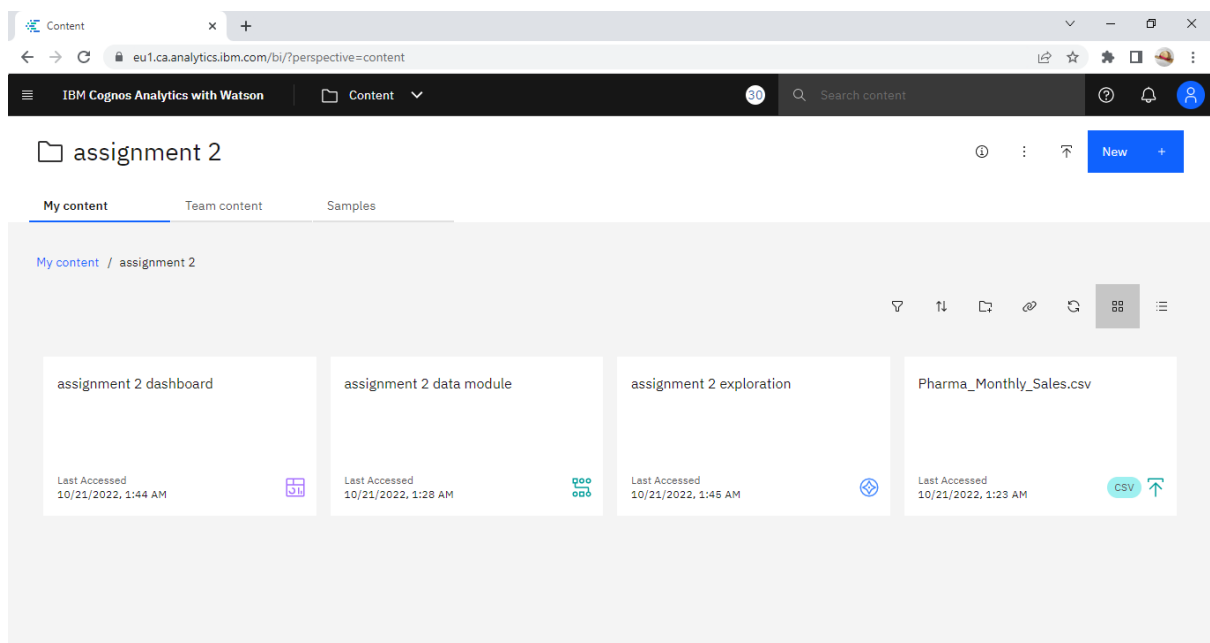 Content
eu1.ca.analytics.ibm.com/bi/?perspective=content
IBM Cognos Analytics with Watson Content 30 Search content
assignment 2 New +
My content Team content Samples
My content / assignment 2
assignment 2 dashboard
Last Accessed
10/21/2022, 1:44 AM
assignment 2 data module
Last Accessed
10/21/2022, 1:28 AM
assignment 2 exploration
Last Accessed
10/21/2022, 1:45 AM
Pharma_Monthly_Sales.csv
Last Accessed
10/21/2022, 1:23 AM
CSV